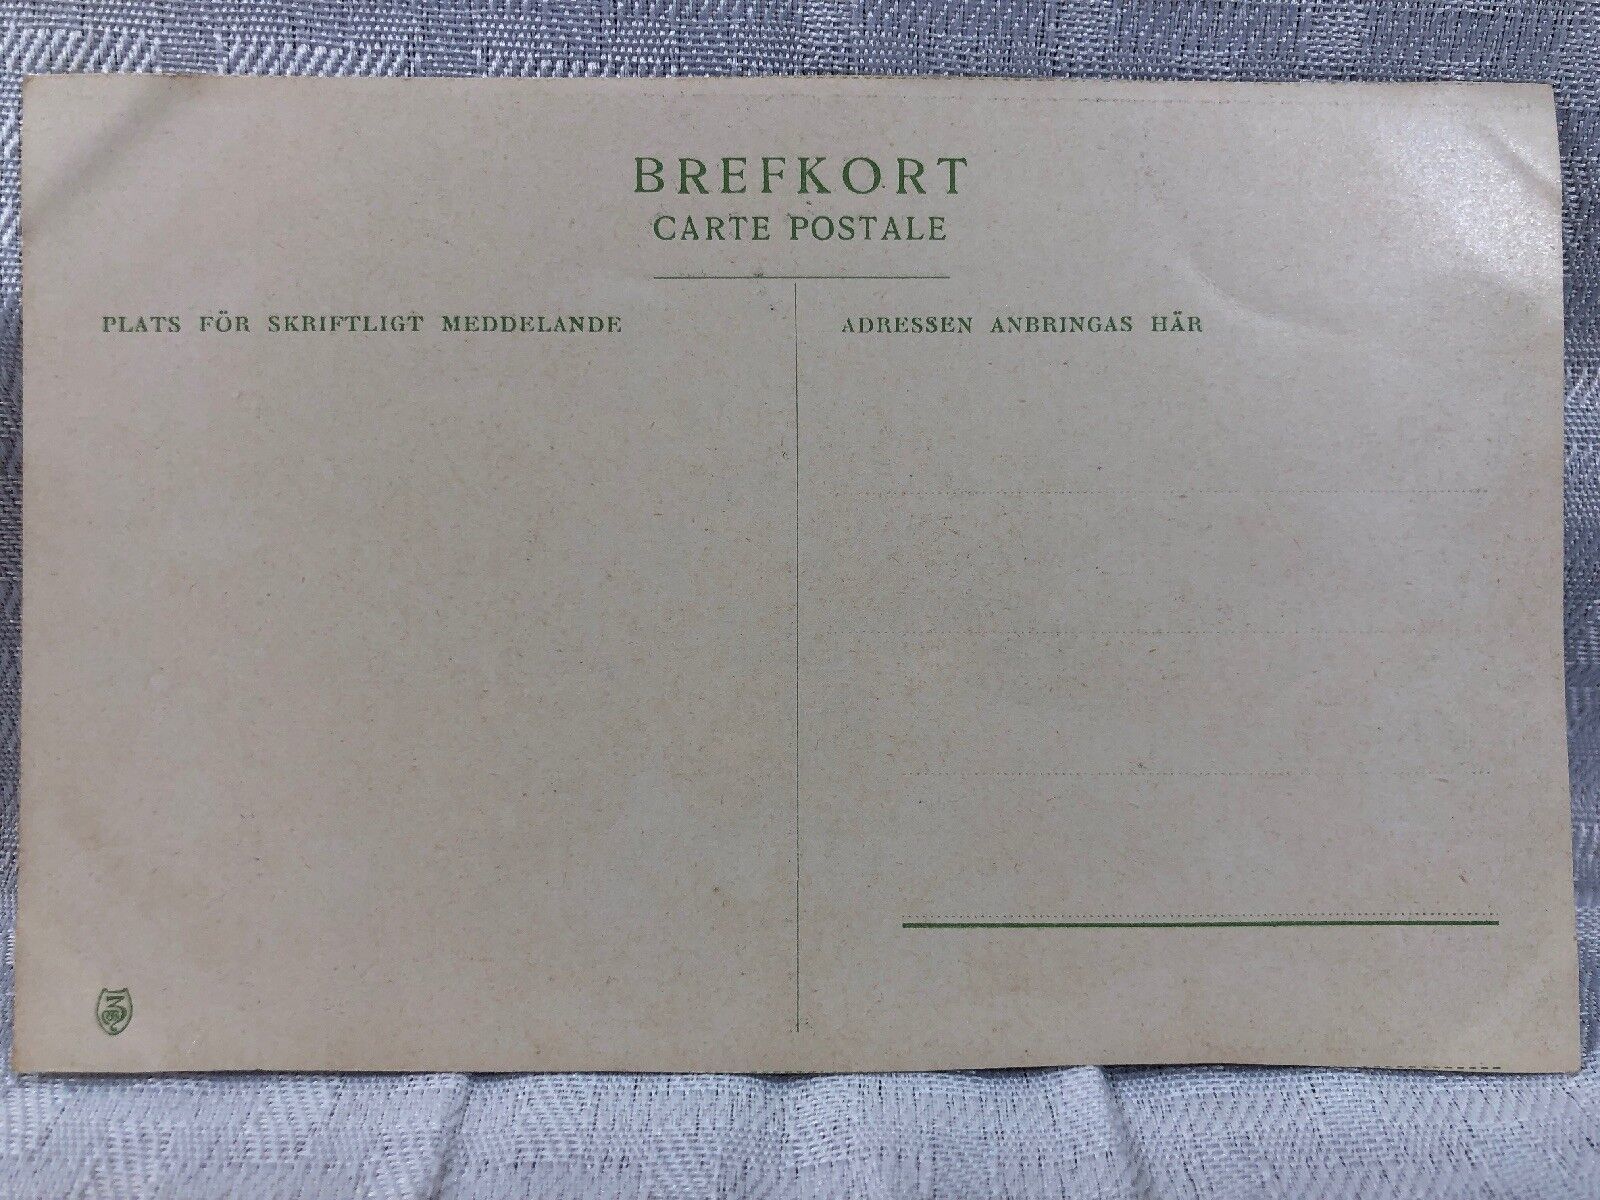 BREFKORT
CARTE POSTALE
PLATS FÖR SKRIFTLIGT MEDDELANDE
ADRESSEN ANBRINGAS HÄR